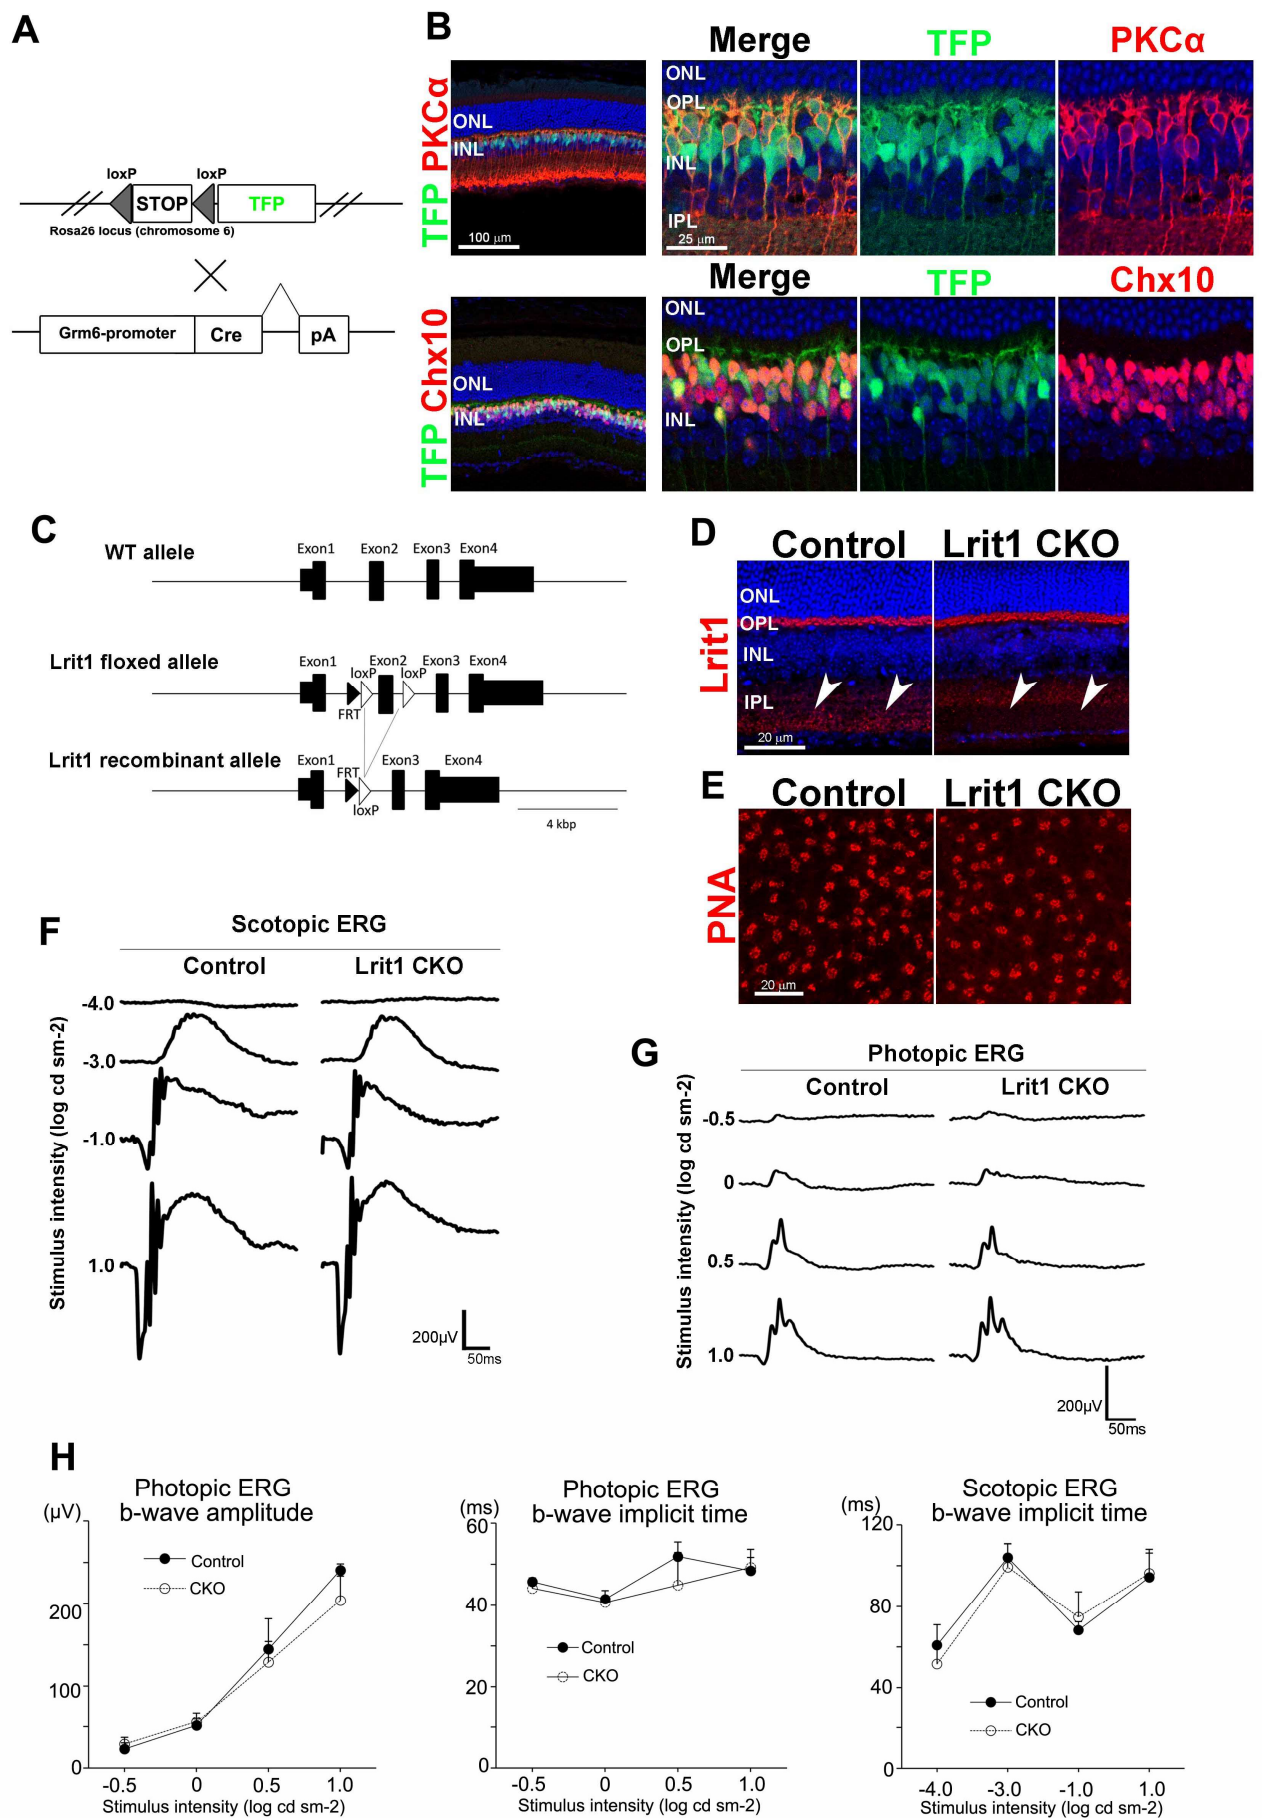 A
loxP loxP
STOP TFP
Rosa26 locus (chromosome 6)
Grm6-promoter Cre pA
B
Merge TFP PKCα
TFP PKCα
ONL
INL
100 μm
ONL
OPL
INL
IPL
25 μm
Merge TFP Chx10
TFP Chx10
ONL
INL
ONL
OPL
INL
C
WT allele
Exon1 Exon2 Exon3 Exon4
Lrit1 floxed allele
Exon1 Exon2 Exon3 Exon4
loxP loxP
FRT
Lrit1 recombinant allele
Exon1 Exon3 Exon4
FRT
loxP
4 kbp
D
Control Lrit1 CKO
Lrit1
ONL
OPL
INL
IPL
20 μm
E
Control Lrit1 CKO
PNA
20 μm
F
Scotopic ERG
Control Lrit1 CKO
Stimulus intensity (log cd sm-2)
-4.0
-3.0
-1.0
1.0
200μV
50ms
G
Photopic ERG
Control Lrit1 CKO
Stimulus intensity (log cd sm-2)
-0.5
0
0.5
1.0
200μV
50ms
H
Photopic ERG
b-wave amplitude
(μV)
Control
CKO
200
100
0
-0.5 0 0.5 1.0
Stimulus intensity (log cd sm-2)
Photopic ERG
b-wave implicit time
(ms)
60
40
20
0
Control
CKO
-0.5 0 0.5 1.0
Stimulus intensity (log cd sm-2)
Scotopic ERG
b-wave implicit time
(ms)
120
80
40
0
Control
CKO
-4.0 -3.0 -1.0 1.0
Stimulus intensity (log cd sm-2)